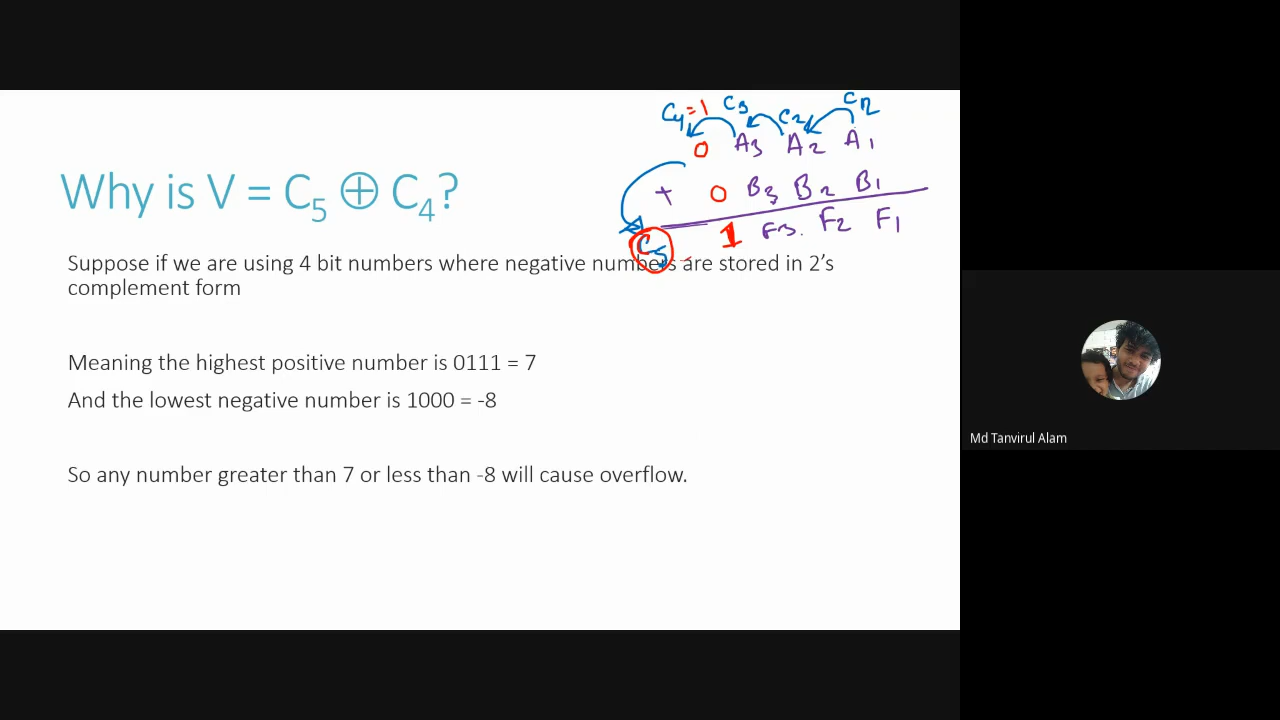 C4=1 C3 C2
0 A3 A2 A1
+ 0 B3 B2 B1
C5 1 F3. F2 F1
Why is V = C5 ⊕ C4?
Suppose if we are using 4 bit numbers where negative numbers are stored in 2’s
complement form
Meaning the highest positive number is 0111 = 7
And the lowest negative number is 1000 = -8
So any number greater than 7 or less than -8 will cause overflow.
Md Tanvirul Alam